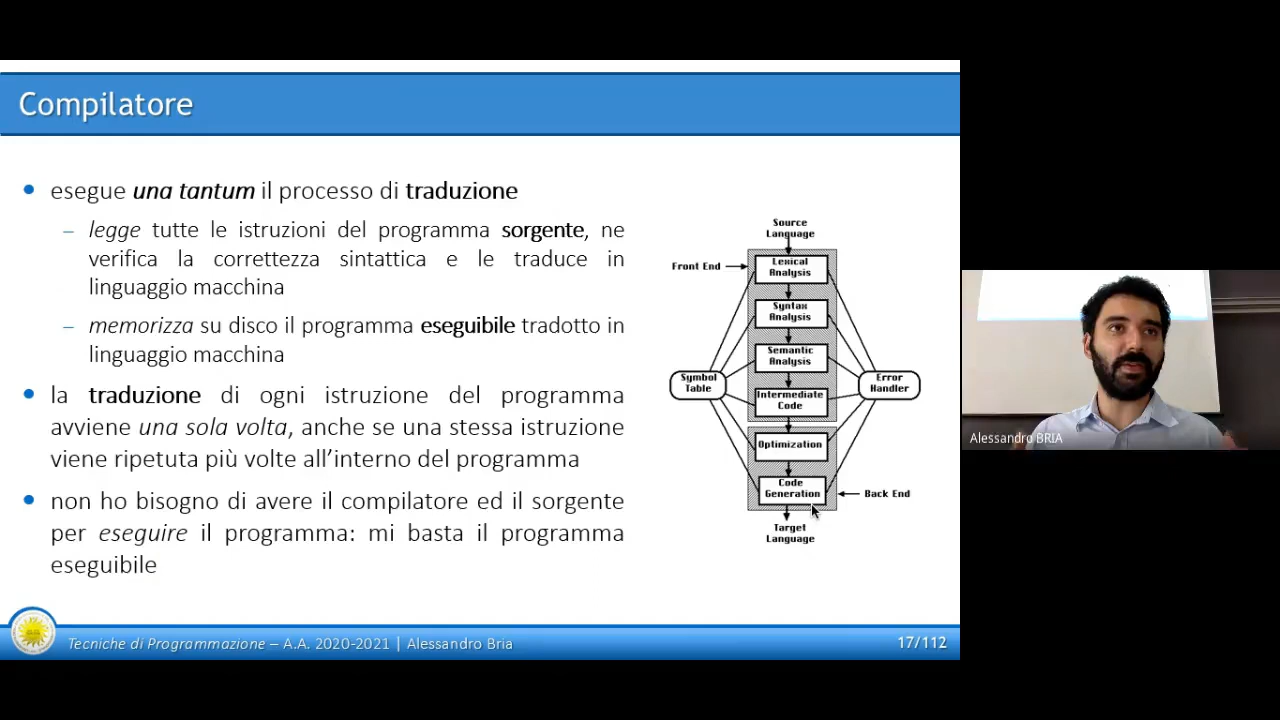 Compilatore
• esegue una tantum il processo di traduzione
– legge tutte le istruzioni del programma sorgente, ne
verifica la correttezza sintattica e le traduce in
linguaggio macchina
– memorizza su disco il programma eseguibile tradotto in
linguaggio macchina
• la traduzione di ogni istruzione del programma
avviene una sola volta, anche se una stessa istruzione
viene ripetuta più volte all’interno del programma
• non ho bisogno di avere il compilatore ed il sorgente
per eseguire il programma: mi basta il programma
eseguibile
Source
Language
Front End
Lexical
Analysis
Syntax
Analysis
Semantic
Analysis
Symbol
Table
Error
Handler
Intermediate
Code
Optimization
Code
Generation
Back End
Target
Language
Alessandro BRIA
Tecniche di Programmazione – A.A. 2020-2021 | Alessandro Bria
17/112